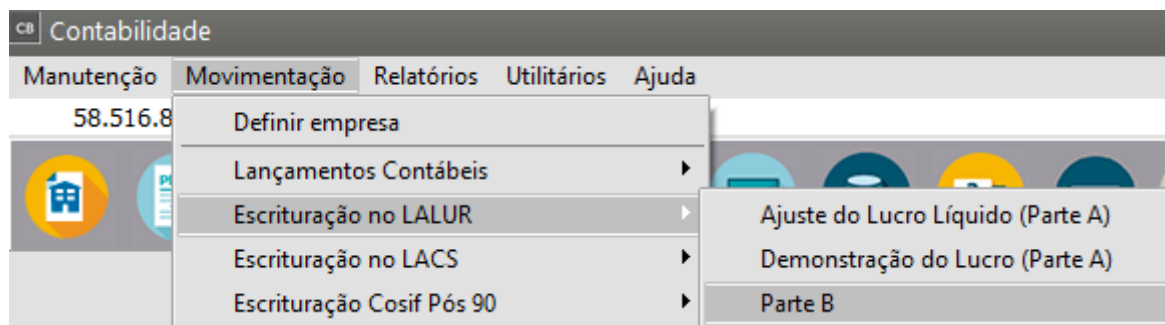 CB Contabilidade
Manutenção Movimentação Relatórios Utilitários Ajuda
58.516.8
Definir empresa
Lançamentos Contábeis
Escrituração no LALUR
Ajuste do Lucro Líquido (Parte A)
Escrituração no LACS
Demonstração do Lucro (Parte A)
Escrituração Cosif Pós 90
Parte B